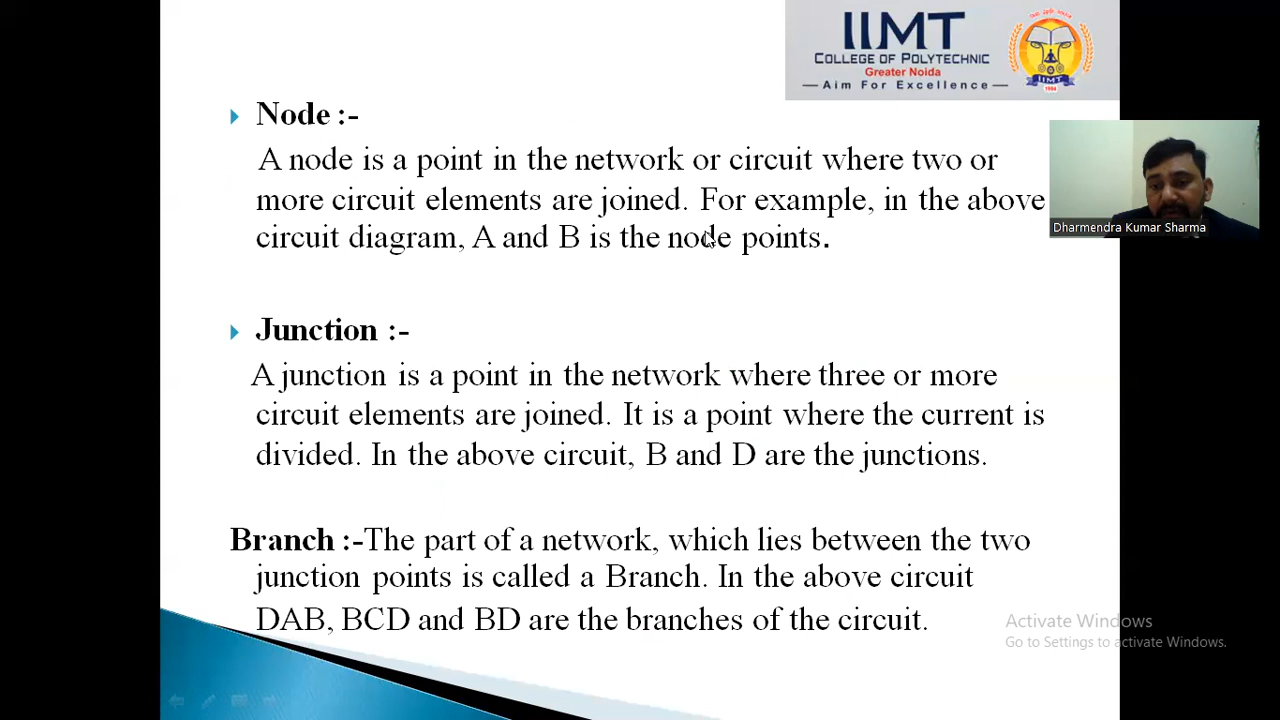 IIMT
COLLEGE OF POLYTECHNIC
Greater Noida
Aim For Excellence
IIMT
Node :-
A node is a point in the network or circuit where two or
more circuit elements are joined. For example, in the above
circuit diagram, A and B is the node points.
Dharmendra Kumar Sharma
Junction :-
A junction is a point in the network where three or more
circuit elements are joined. It is a point where the current is
divided. In the above circuit, B and D are the junctions.
Branch :-The part of a network, which lies between the two
junction points is called a Branch. In the above circuit
DAB, BCD and BD are the branches of the circuit.
Activate Windows
Go to Settings to activate Windows.